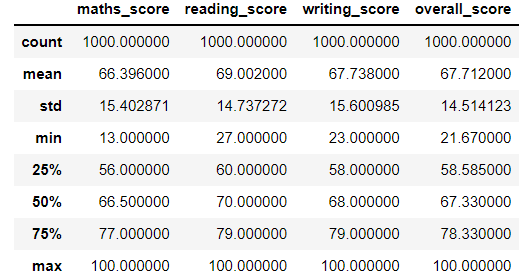 maths_score reading_score writing_score overall_score
count 1000.000000 1000.000000 1000.000000 1000.000000
mean 66.396000 69.002000 67.738000 67.712000
std 15.402871 14.737272 15.600985 14.514123
min 13.000000 27.000000 23.000000 21.670000
25% 56.000000 60.000000 58.000000 58.585000
50% 66.500000 70.000000 68.000000 67.330000
75% 77.000000 79.000000 79.000000 78.330000
max 100.000000 100.000000 100.000000 100.000000